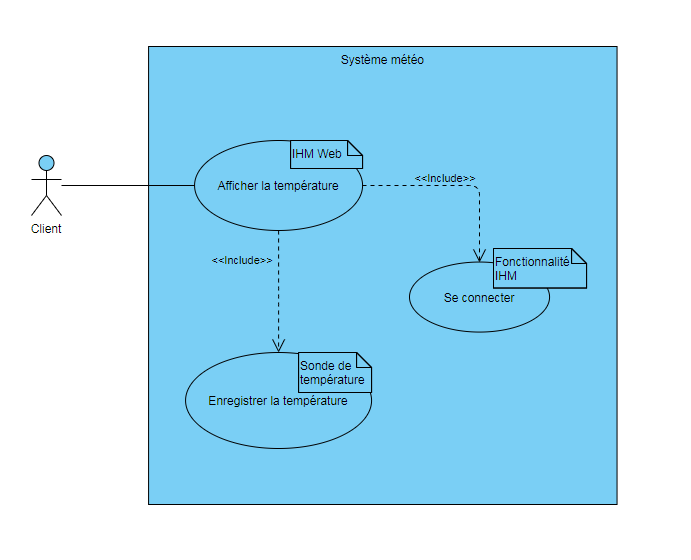 Système météo
IHM Web
Afficher la température
<<Include>>
Client
<<Include>>
Fonctionnalité
IHM
Se connecter
Sonde de
température
Enregistrer la température